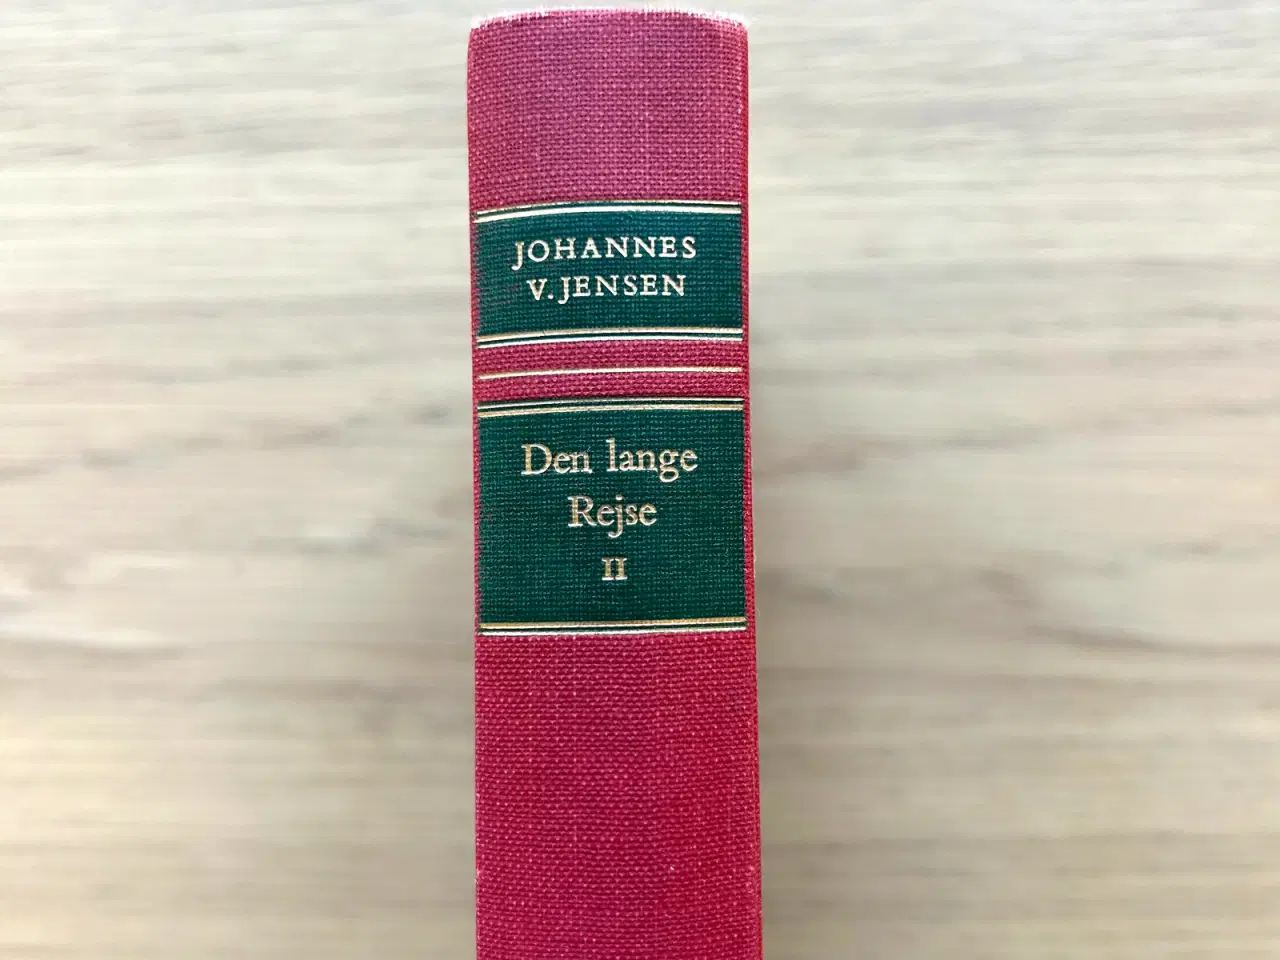 JOHANNES
V. JENSEN
Den lange
Rejse
II